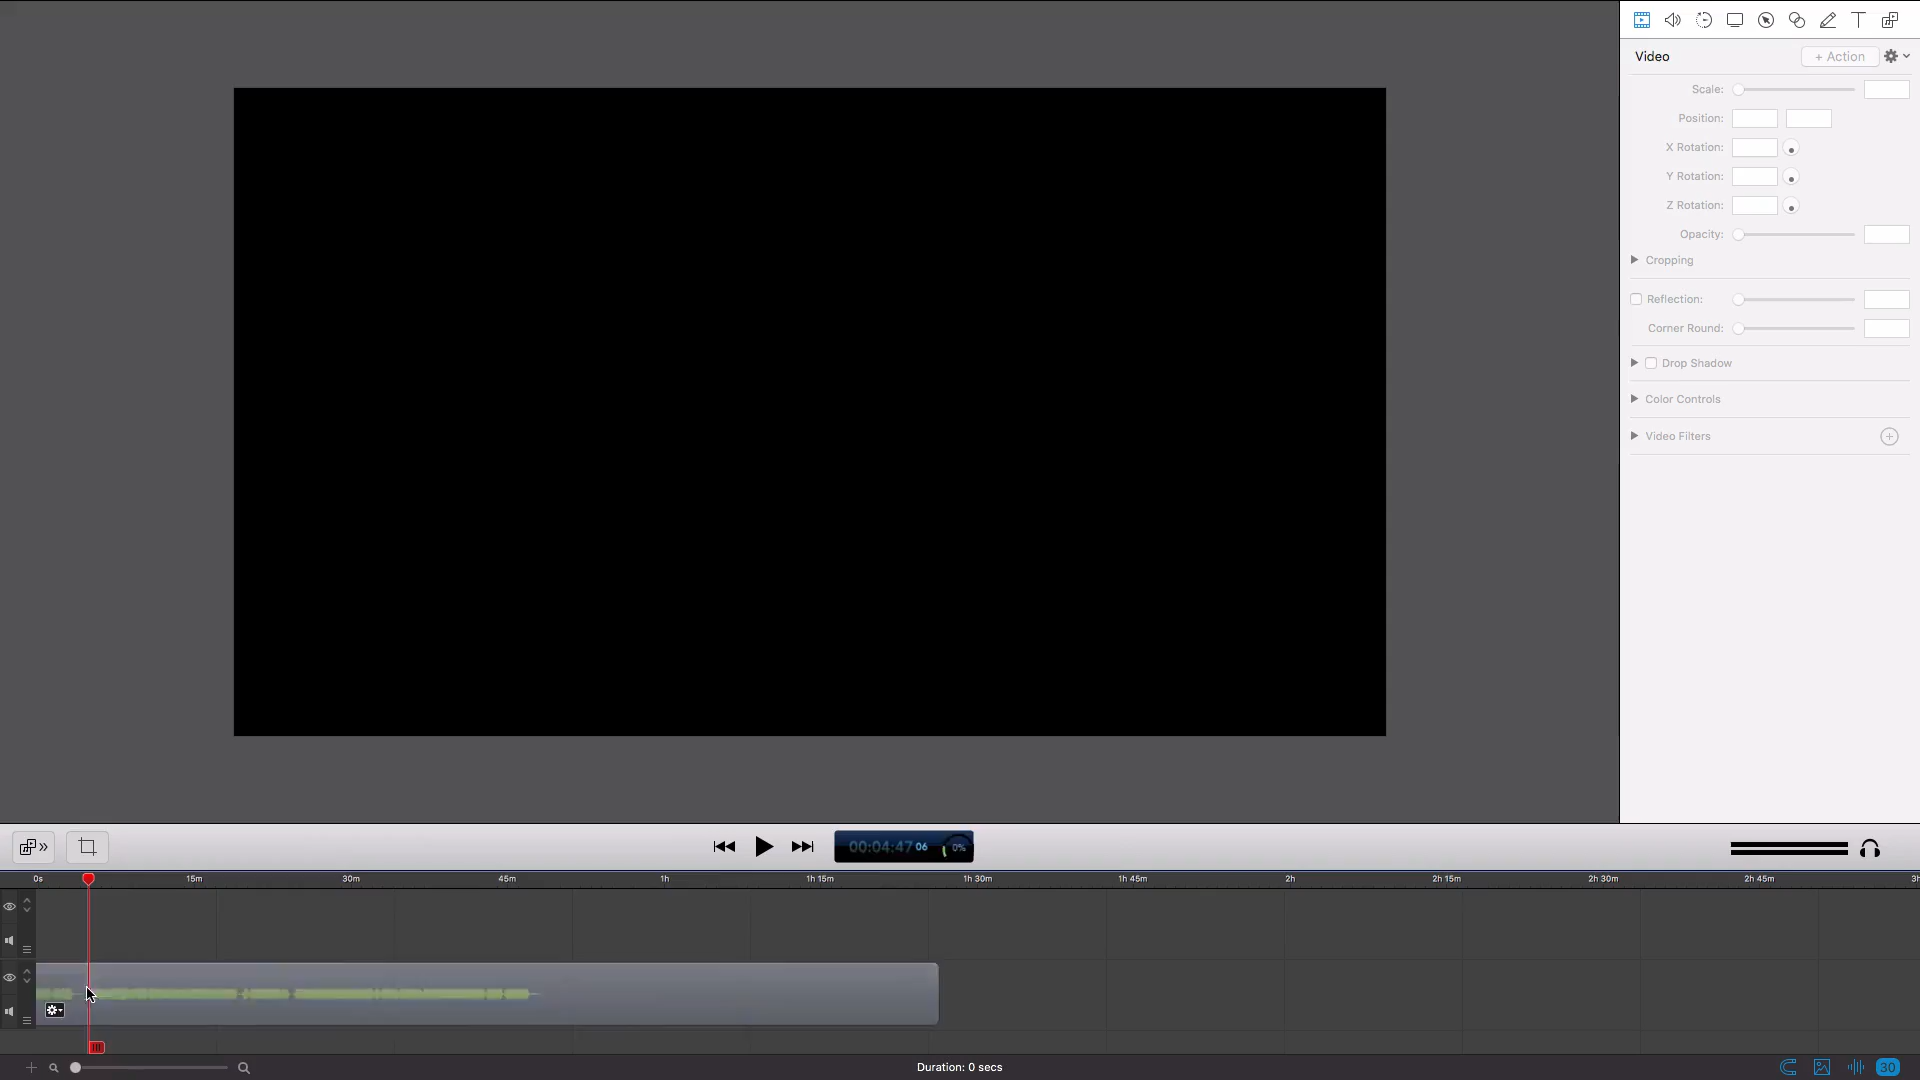 Video
+ Action
Scale:
Position:
X Rotation:
Y Rotation:
Z Rotation:
Opacity:
Cropping
Reflection:
Corner Round:
Drop Shadow
Color Controls
Video Filters
00:04:47 06
0%
0s 15m 30m 45m 1h 1h 15m 1h 30m 1h 45m 2h 2h 15m 2h 30m 2h 45m
Duration: 0 secs
30